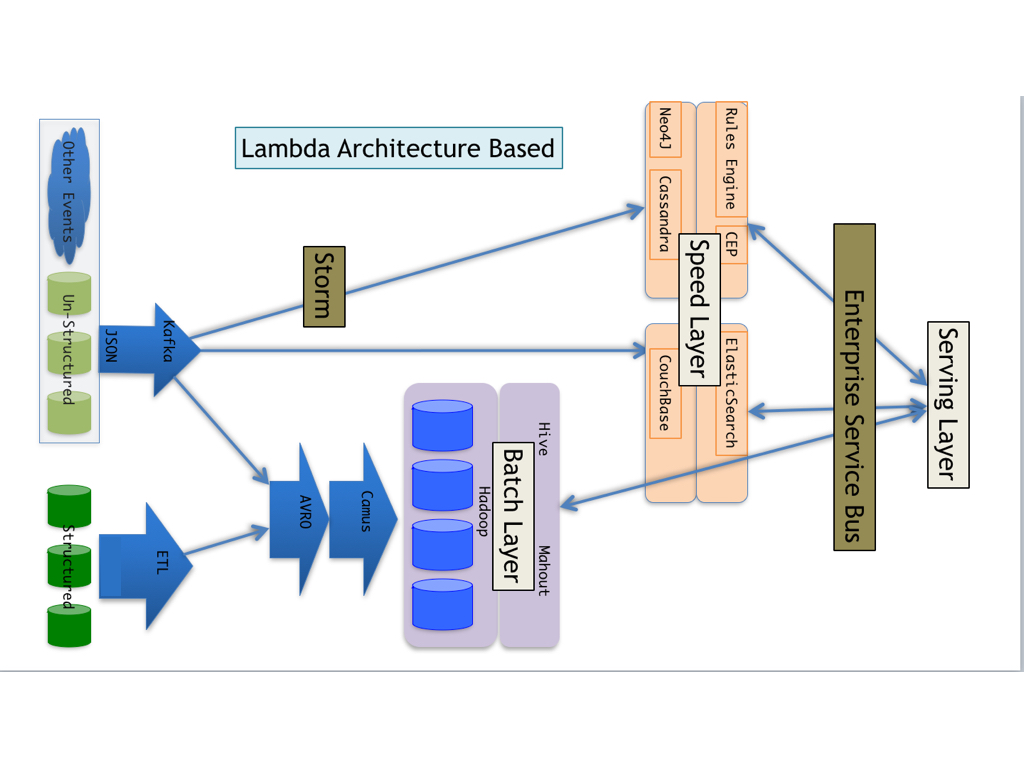 Lambda Architecture Based
Other Events
Un-Structured
JSON
Kafka
Structured
ETL
Storm
AVRO
Camus
Hadoop
Batch Layer
Hive
Mahout
Neo4J
Cassandra
Rules Engine
CEP
Speed Layer
CouchBase
ElasticSearch
Enterprise Service Bus
Serving Layer